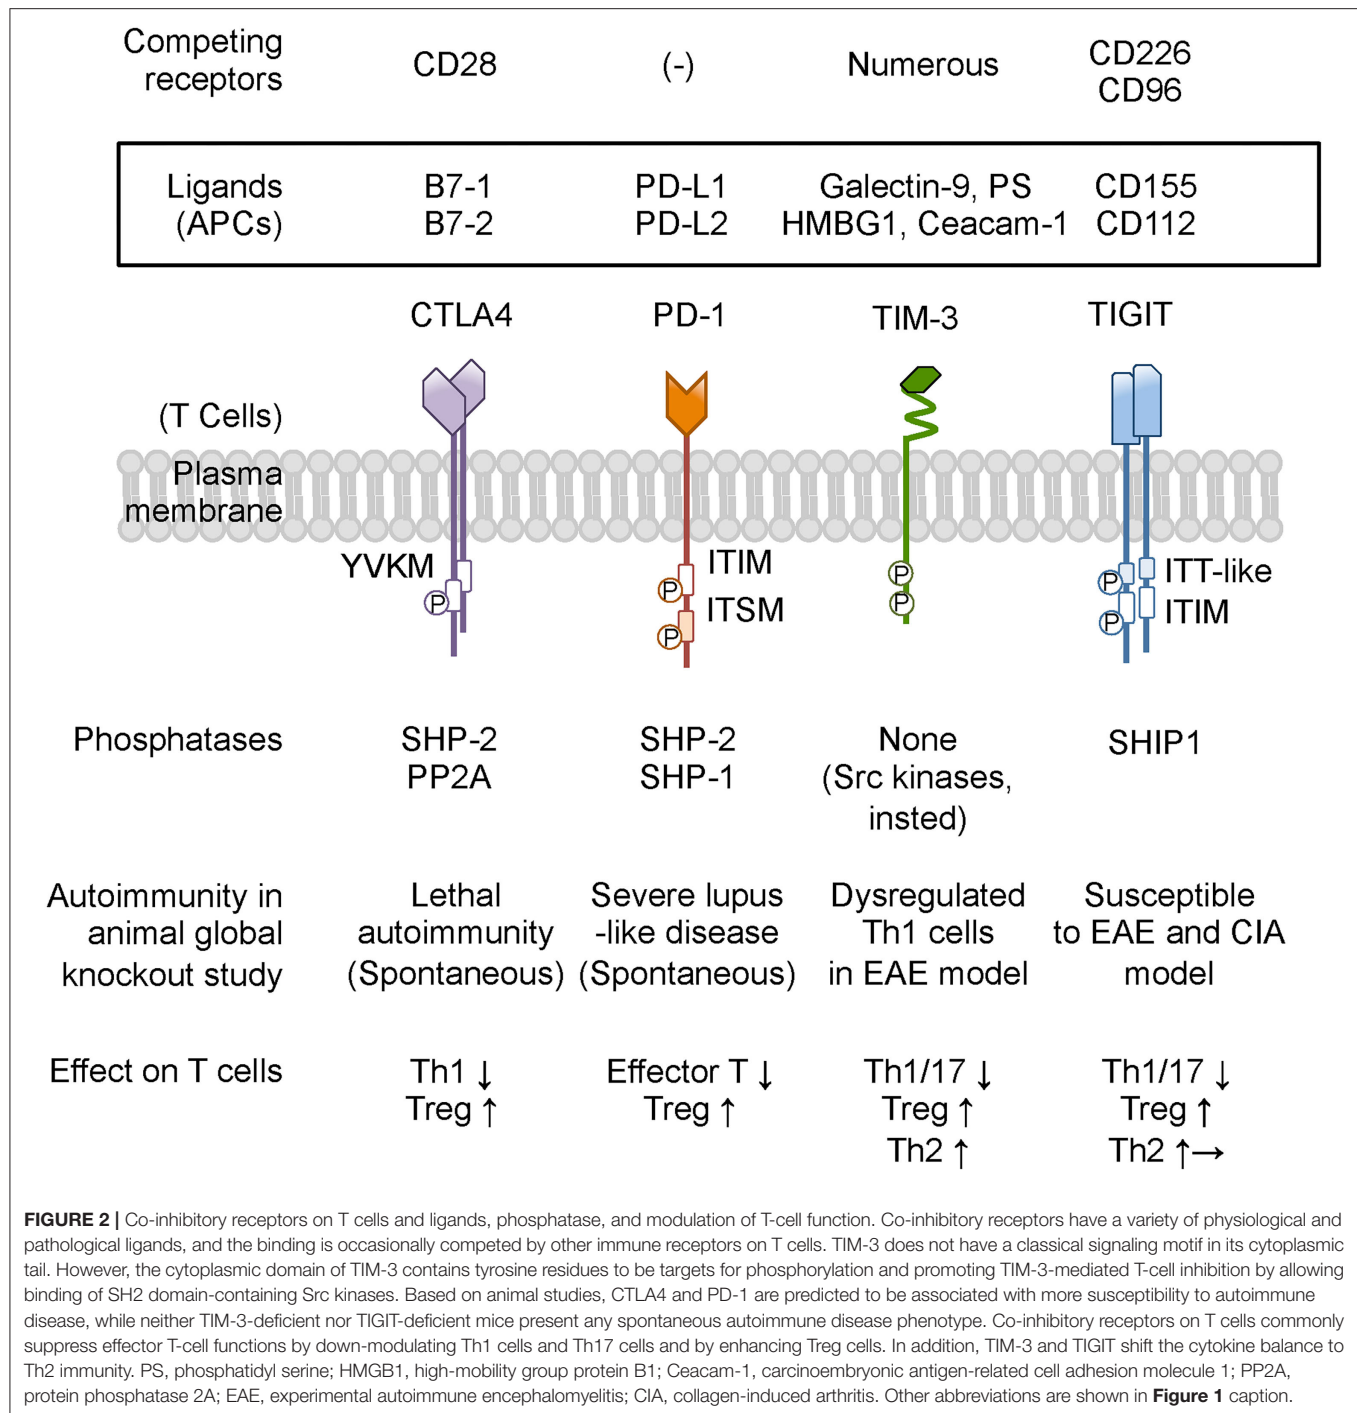 Competing
receptors
CD28
(-)
Numerous
CD226
CD96
Ligands
(APCs)
B7-1
B7-2
PD-L1
PD-L2
Galectin-9, PS
HMBG1, Ceacam-1
CD155
CD112
CTLA4
PD-1
TIM-3
TIGIT
(T Cells)
Plasma
membrane
YVKM
P
ITIM
ITSM
P
P
P
P
ITT-like
ITIM
P
P
Phosphatases
SHP-2
PP2A
SHP-2
SHP-1
None
(Src kinases,
insted)
SHIP1
Autoimmunity in
animal global
knockout study
Lethal
autoimmunity
(Spontaneous)
Severe lupus
-like disease
(Spontaneous)
Dysregulated
Th1 cells
in EAE model
Susceptible
to EAE and CIA
model
Effect on T cells
Th1 ↓
Treg ↑
Effector T ↓
Treg ↑
Th1/17 ↓
Treg ↑
Th2 ↑
Th1/17 ↓
Treg ↑
Th2 ↑→
FIGURE 2 | Co-inhibitory receptors on T cells and ligands, phosphatase, and modulation of T-cell function. Co-inhibitory receptors have a variety of physiological and
pathological ligands, and the binding is occasionally competed by other immune receptors on T cells. TIM-3 does not have a classical signaling motif in its cytoplasmic
tail. However, the cytoplasmic domain of TIM-3 contains tyrosine residues to be targets for phosphorylation and promoting TIM-3-mediated T-cell inhibition by allowing
binding of SH2 domain-containing Src kinases. Based on animal studies, CTLA4 and PD-1 are predicted to be associated with more susceptibility to autoimmune
disease, while neither TIM-3-deficient nor TIGIT-deficient mice present any spontaneous autoimmune disease phenotype. Co-inhibitory receptors on T cells commonly
suppress effector T-cell functions by down-modulating Th1 cells and Th17 cells and by enhancing Treg cells. In addition, TIM-3 and TIGIT shift the cytokine balance to
Th2 immunity. PS, phosphatidyl serine; HMGB1, high-mobility group protein B1; Ceacam-1, carcinoembryonic antigen-related cell adhesion molecule 1; PP2A,
protein phosphatase 2A; EAE, experimental autoimmune encephalomyelitis; CIA, collagen-induced arthritis. Other abbreviations are shown in Figure 1 caption.